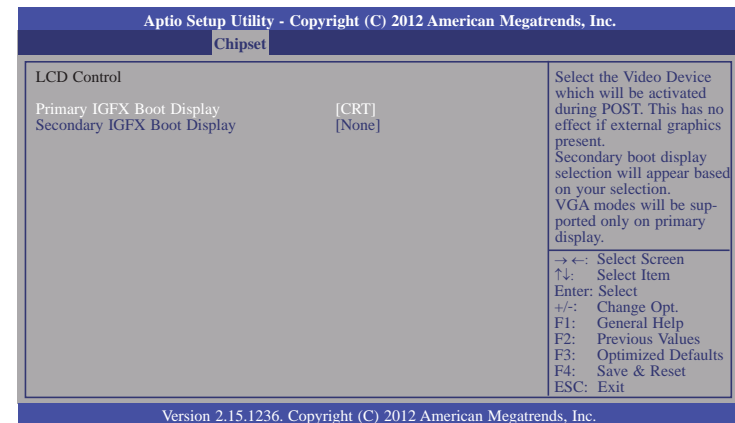 Aptio Setup Utility - Copyright (C) 2012 American Megatrends, Inc.
Chipset
LCD Control
Primary IGFX Boot Display [CRT]
Secondary IGFX Boot Display [None]
Select the Video Device
which will be activated
during POST. This has no
effect if external graphics
present.
Secondary boot display
selection will appear based
on your selection.
VGA modes will be sup-
ported only on primary
display.
→←: Select Screen
↑↓: Select Item
Enter: Select
+/-: Change Opt.
F1: General Help
F2: Previous Values
F3: Optimized Defaults
F4: Save & Reset
ESC: Exit
Version 2.15.1236. Copyright (C) 2012 American Megatrends, Inc.